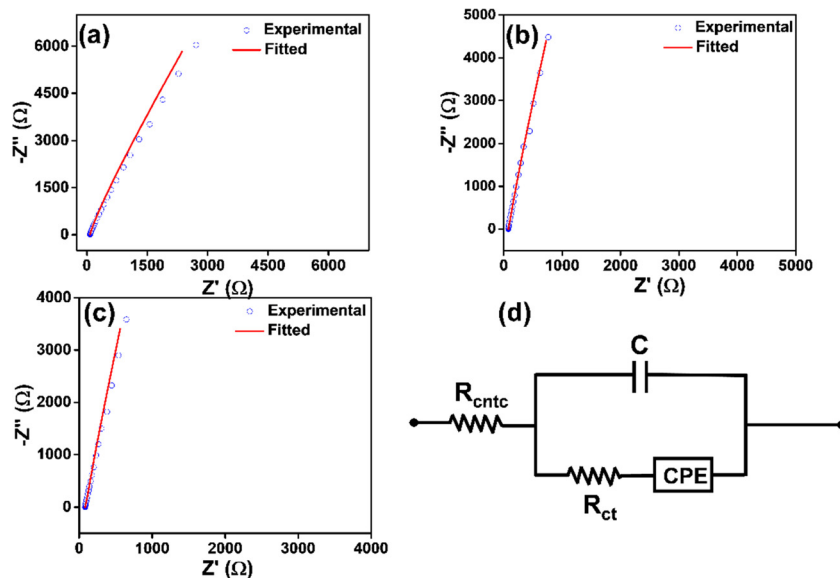 (a)
Experimental
Fitted
6000
4500
3000
1500
0
-Z" (Ω)
0
1500
3000
4500
6000
Z' (Ω)
(b)
Experimental
Fitted
5000
4000
3000
2000
1000
0
-Z" (Ω)
0
1000
2000
3000
4000
5000
Z' (Ω)
(c)
Experimental
Fitted
4000
3000
2000
1000
0
-Z" (Ω)
0
1000
2000
3000
4000
Z' (Ω)
(d)
C
Rcntc
CPE
Rct